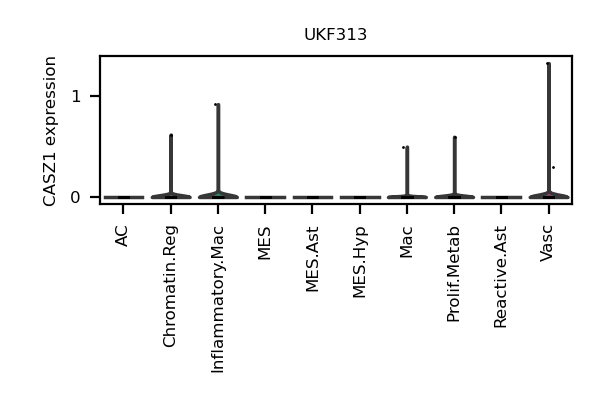 UKF313
CASZ1 expression
1
0
AC
Chromatin.Reg
Inflammatory.Mac
MES
MES.Ast
MES.Hyp
Mac
Prolif.Metab
Reactive.Ast
Vasc